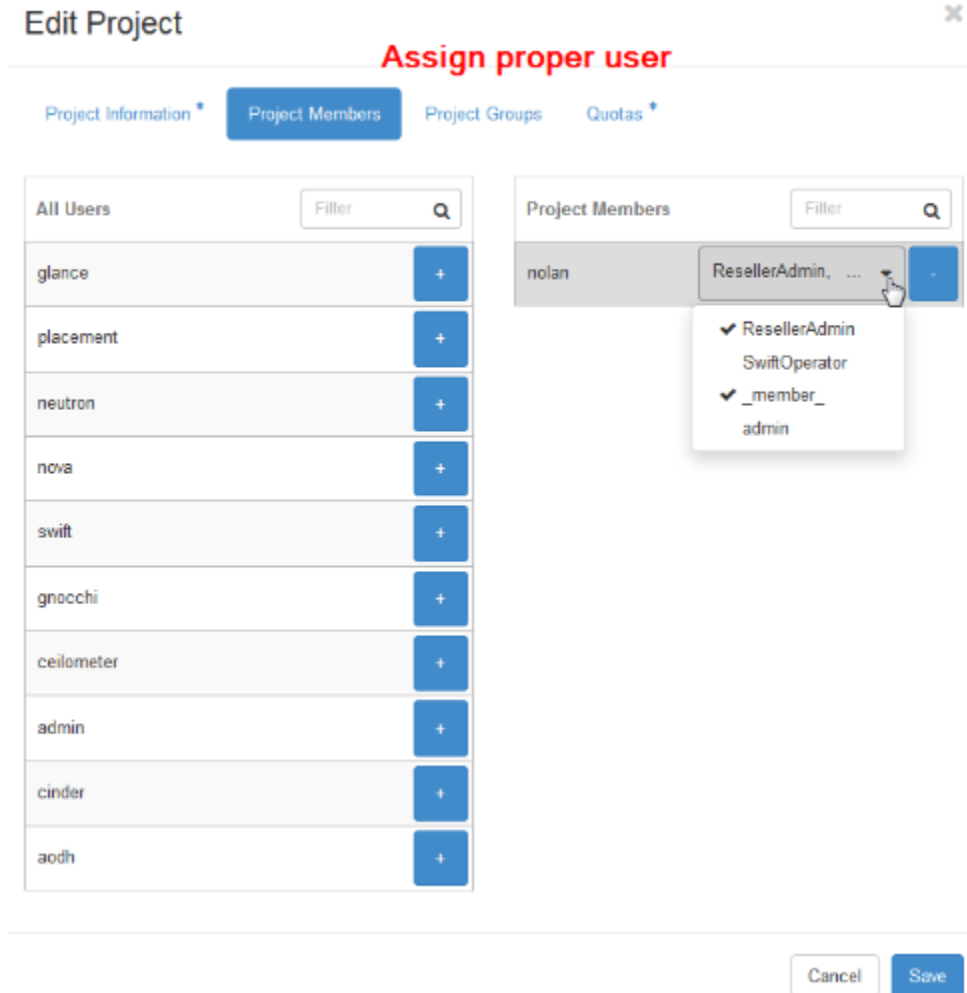 Edit Project
×
Assign proper user
Project Information *
Project Members
Project Groups
Quotas *
All Users
Filter
glance
+
placement
+
neutron
+
nova
+
swift
+
gnocchi
+
ceilometer
+
admin
+
cinder
+
aodh
+
Project Members
Filter
nolan
ResellerAdmin, ...
-
✔ ResellerAdmin
SwiftOperator
✔ _member_
admin
Cancel
Save